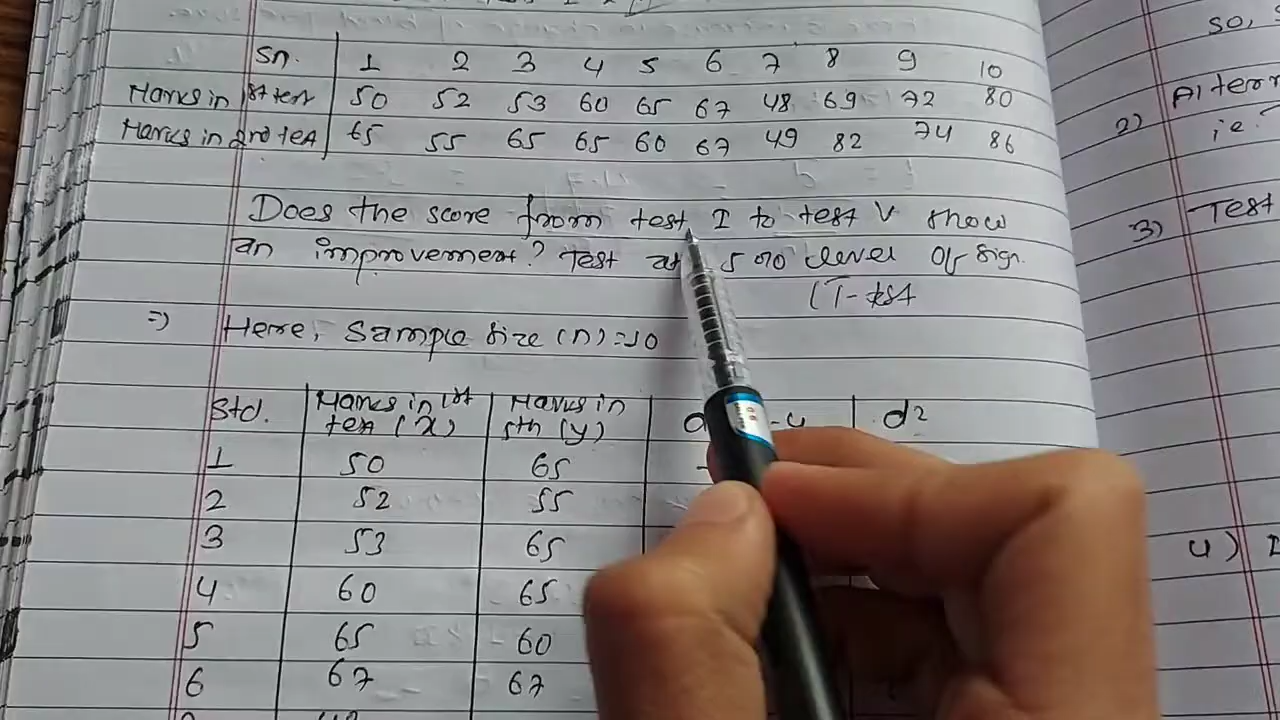 Sn. 1 2 3 4 5 6 7 8 9 10
Marks in 1st test 50 52 53 60 65 67 48 69 72 80
Marks in test 65 55 65 65 60 67 49 82 74 86
Does the score from test I to test V show
an improvement? Test at 5% level of sign.
(T-test
=) Here, Sample size (n)=10
Std. Marks in 1st test (x) Marks in 5th (y) d -y d2
1 50 65 -
2 52 55
3 53 65
4 60 65
5 65 60
6 67 67
48
so,
2) Altern
i.e.
3) Test
4)